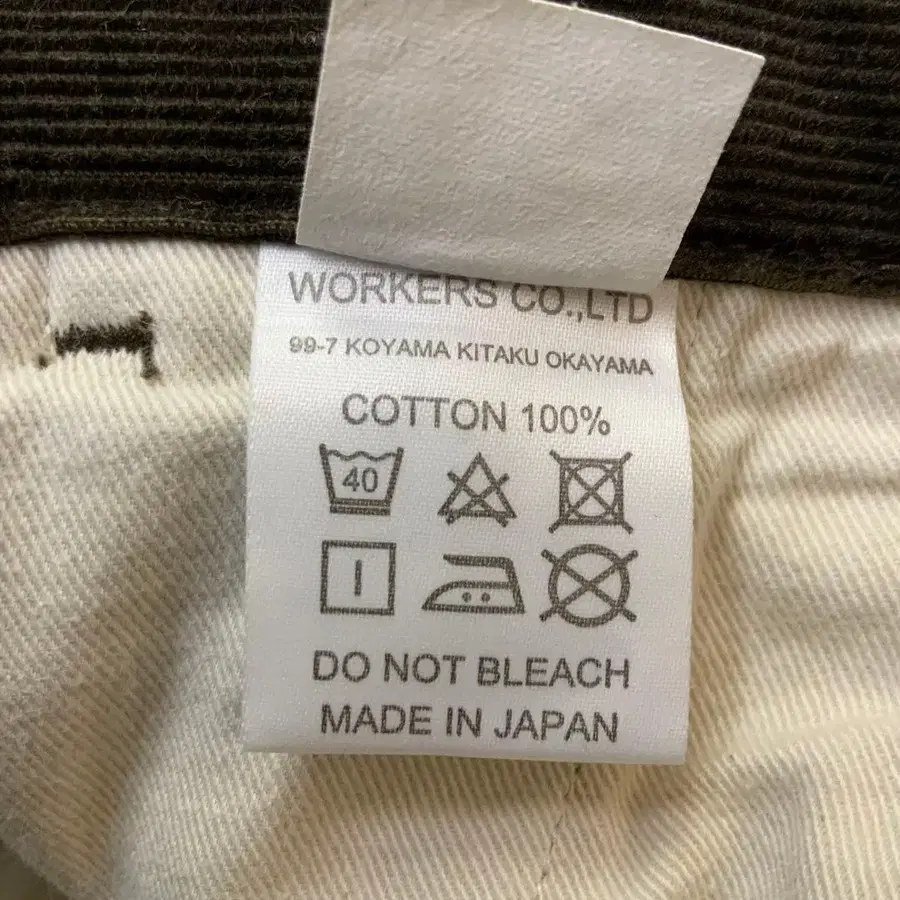 WORKERS CO.,LTD
99-7 KOYAMA KITAKU OKAYAMA
COTTON 100%
40
DO NOT BLEACH
MADE IN JAPAN